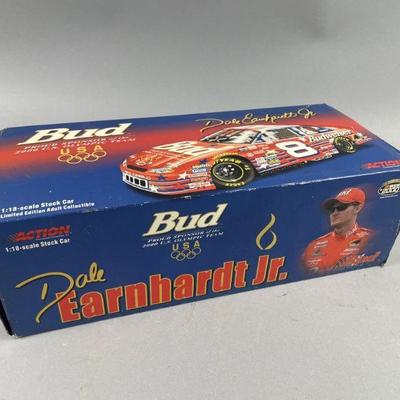 Bud
PROUD SPONSOR of the
2000 U.S. OLYMPIC TEAM
USA
Dale Earnhardt Jr.
Bud
Budweiser
8
1:18-scale Stock Car
Limited Edition Adult Collectible
ACTION
ACTION
1:18-scale Stock Car
Bud
PROUD SPONSOR of the
2000 U.S. OLYMPIC TEAM
USA
Dale
Earnhardt Jr.